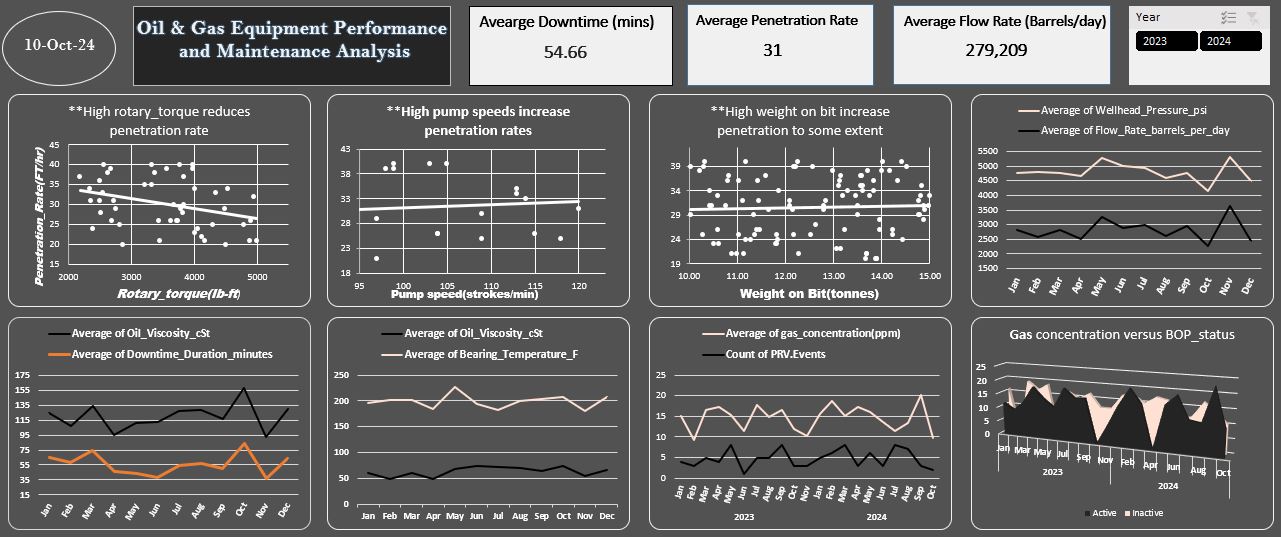 10-Oct-24
Oil & Gas Equipment Performance
and Maintenance Analysis
Avearge Downtime (mins)
54.66
Average Penetration Rate
31
Average Flow Rate (Barrels/day)
279,209
Year
2023 2024
**High rotary_torque reduces
penetration rate
Penetration_Rate(FT/hr)
45
40
35
30
25
20
15
2000 3000 4000 5000
Rotary_torque(lb-ft)
**High pump speeds increase
penetration rates
43
38
33
28
23
18
95 100 105 110 115 120
Pump speed(strokes/min)
**High weight on bit increase
penetration to some extent
39
34
29
24
19
10.00 11.00 12.00 13.00 14.00 15.00
Weight on Bit(tonnes)
Average of Wellhead_Pressure_psi
Average of Flow_Rate_barrels_per_day
5500
4500
3500
2500
1500
Jan Feb Mar Apr May Jun Jul Aug Sep Oct Nov Dec
Average of Oil_Viscosity_cSt
Average of Downtime_Duration_minutes
175
155
135
115
95
75
55
35
15
Jan Feb Mar Apr May Jun Jul Aug Sep Oct Nov Dec
Average of Oil_Viscosity_cSt
Average of Bearing_Temperature_F
250
200
150
100
50
0
Jan Feb Mar Apr May Jun Jul Aug Sep Oct Nov Dec
Average of gas_concentration(ppm)
Count of PRV.Events
25
20
15
10
5
0
Jan Feb Mar Apr May Jun Jul Aug Sep Oct Nov Dec Jan Feb Mar Apr May Jun Jul Aug Sep Oct
2023 2024
Gas concentration versus BOP_status
25
20
15
10
5
0
Jan Mar May Jul Sep Nov Feb Apr Jun Aug Oct
2023 2024
Active Inactive